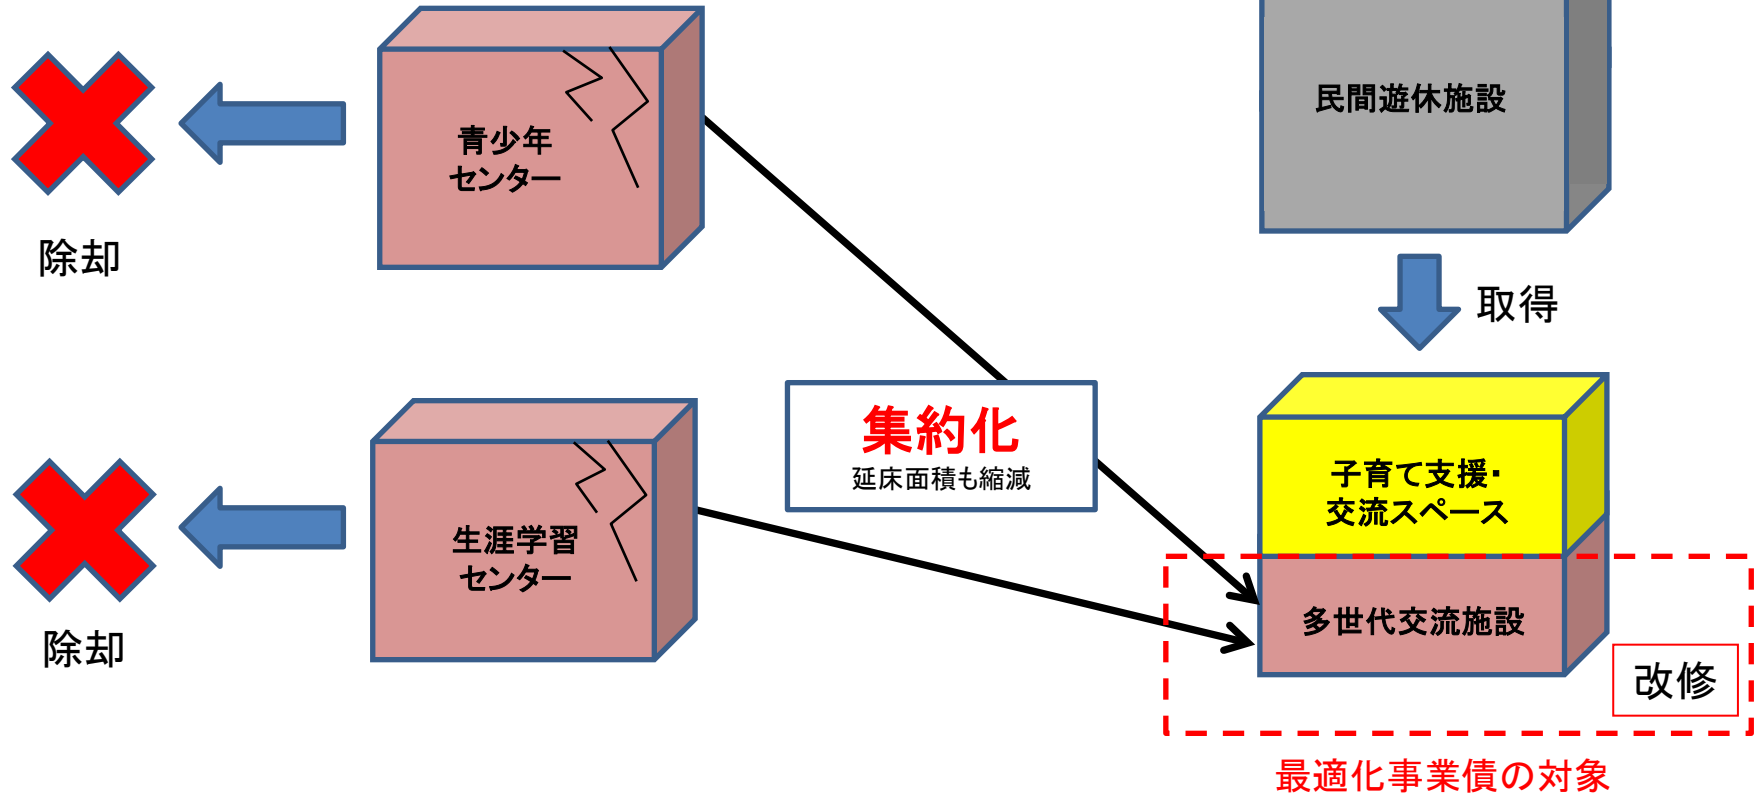 民間遊休施設
青少年
センター
除却
取得
集約化
延床面積も縮減
子育て支援・
交流スペース
生涯学習
センター
多世代交流施設
除却
改修
最適化事業債の対象